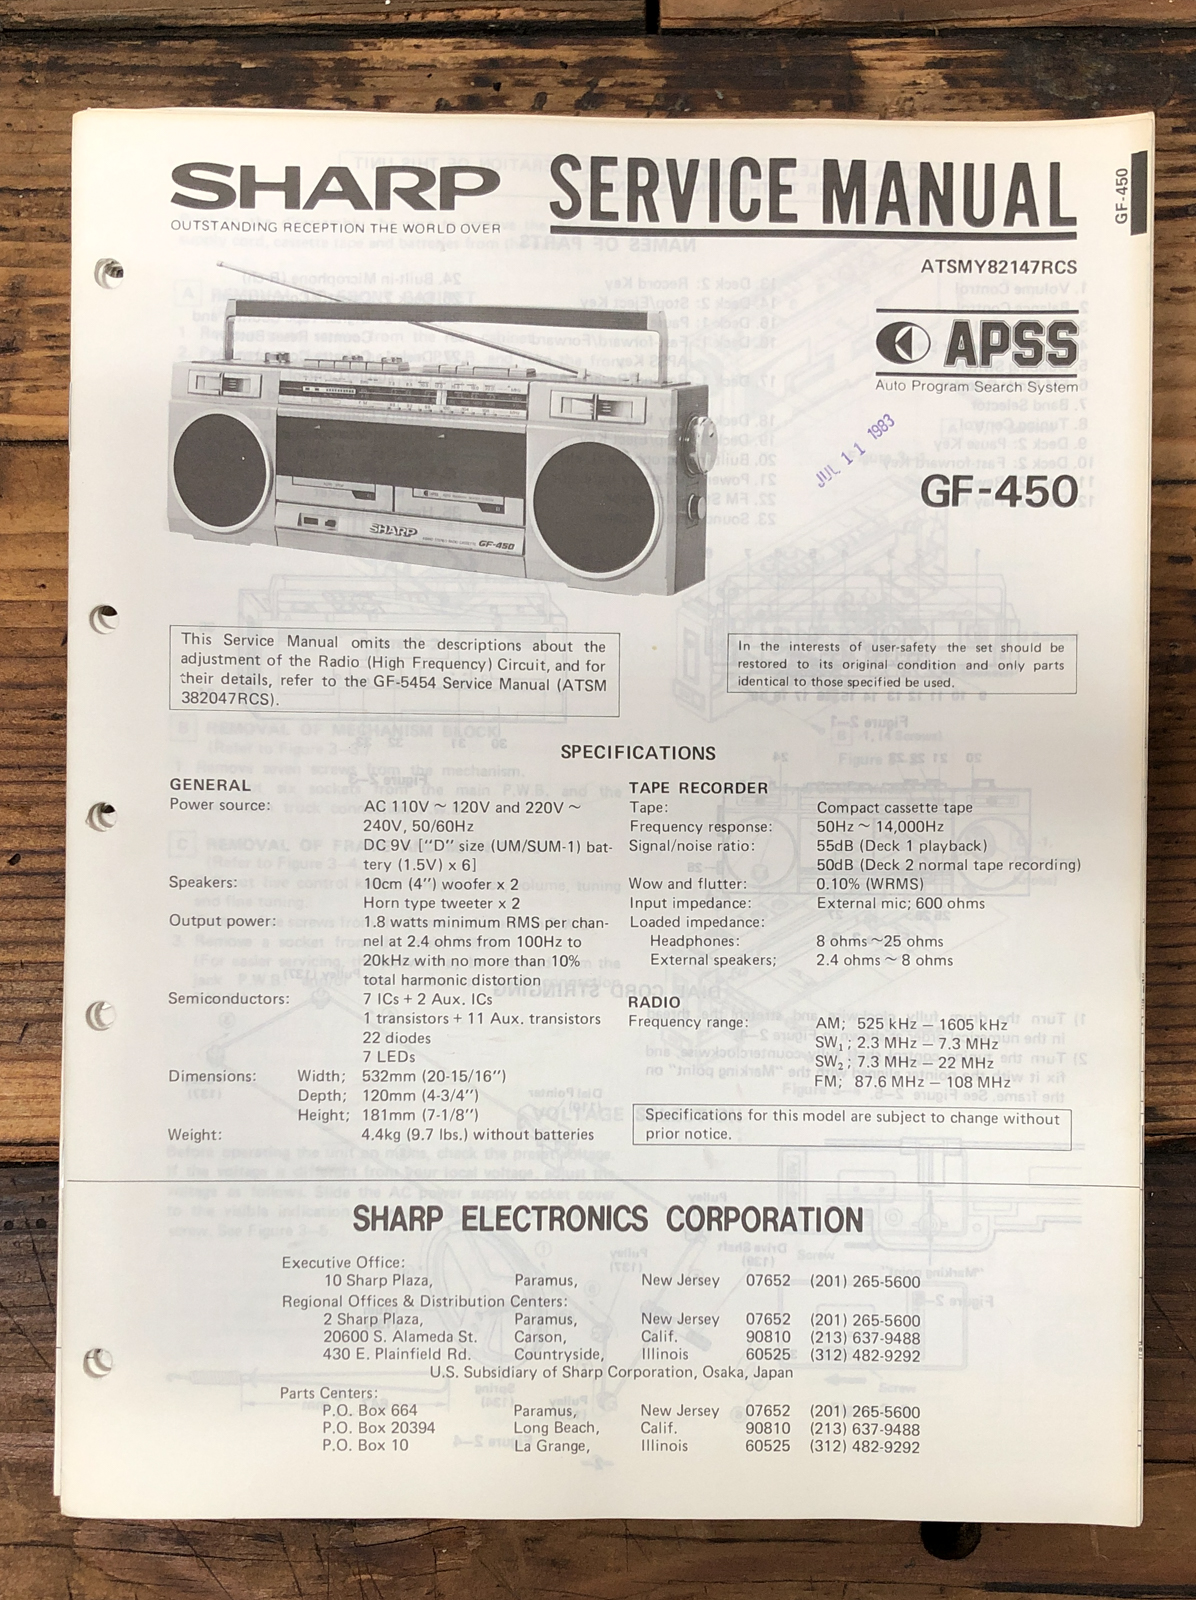 SHARP
OUTSTANDING RECEPTION THE WORLD OVER
SERVICE MANUAL
GF-450
ATSMY82147RCS
APSS
Auto Program Search System
JUL 11 1983
GF-450
SHARP
GF-450
This Service Manual omits the descriptions about the
adjustment of the Radio (High Frequency) Circuit, and for
their details, refer to the GF-5454 Service Manual (ATSM
382047RCS).
In the interests of user-safety the set should be
restored to its original condition and only parts
identical to those specified be used.
SPECIFICATIONS
GENERAL
Power source: AC 110V ~ 120V and 220V ~
240V, 50/60Hz
DC 9V ["D" size (UM/SUM-1) bat-
tery (1.5V) x 6]
Speakers: 10cm (4") woofer x 2
Horn type tweeter x 2
Output power: 1.8 watts minimum RMS per chan-
nel at 2.4 ohms from 100Hz to
20kHz with no more than 10%
total harmonic distortion
Semiconductors: 7 ICs + 2 Aux. ICs
1 transistors + 11 Aux. transistors
22 diodes
7 LEDs
Dimensions: Width; 532mm (20-15/16")
Depth; 120mm (4-3/4")
Height; 181mm (7-1/8")
Weight: 4.4kg (9.7 lbs.) without batteries
TAPE RECORDER
Tape: Compact cassette tape
Frequency response: 50Hz ~ 14,000Hz
Signal/noise ratio: 55dB (Deck 1 playback)
50dB (Deck 2 normal tape recording)
Wow and flutter: 0.10% (WRMS)
Input impedance: External mic; 600 ohms
Loaded impedance:
Headphones: 8 ohms ~25 ohms
External speakers; 2.4 ohms ~ 8 ohms
RADIO
Frequency range: AM; 525 kHz — 1605 kHz
SW1; 2.3 MHz — 7.3 MHz
SW2; 7.3 MHz — 22 MHz
FM; 87.6 MHz — 108 MHz
Specifications for this model are subject to change without
prior notice.
SHARP ELECTRONICS CORPORATION
Executive Office:
10 Sharp Plaza, Paramus, New Jersey 07652 (201) 265-5600
Regional Offices & Distribution Centers:
2 Sharp Plaza, Paramus, New Jersey 07652 (201) 265-5600
20600 S. Alameda St. Carson, Calif. 90810 (213) 637-9488
430 E. Plainfield Rd. Countryside, Illinois 60525 (312) 482-9292
U.S. Subsidiary of Sharp Corporation, Osaka, Japan
Parts Centers:
P.O. Box 664 Paramus, New Jersey 07652 (201) 265-5600
P.O. Box 20394 Long Beach, Calif. 90810 (213) 637-9488
P.O. Box 10 La Grange, Illinois 60525 (312) 482-9292